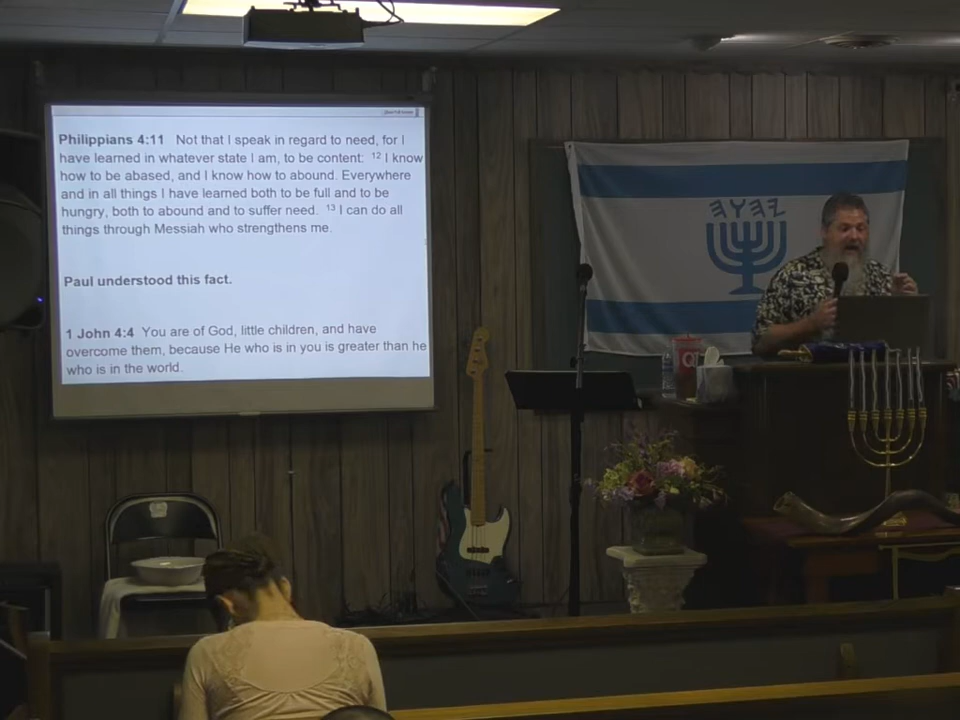 Philippians 4:11 Not that I speak in regard to need, for I
have learned in whatever state I am, to be content: 12 I know
how to be abased, and I know how to abound. Everywhere
and in all things I have learned both to be full and to be
hungry, both to abound and to suffer need. 13 I can do all
things through Messiah who strengthens me.
Paul understood this fact.
1 John 4:4 You are of God, little children, and have
overcome them, because He who is in you is greater than he
who is in the world.
QT